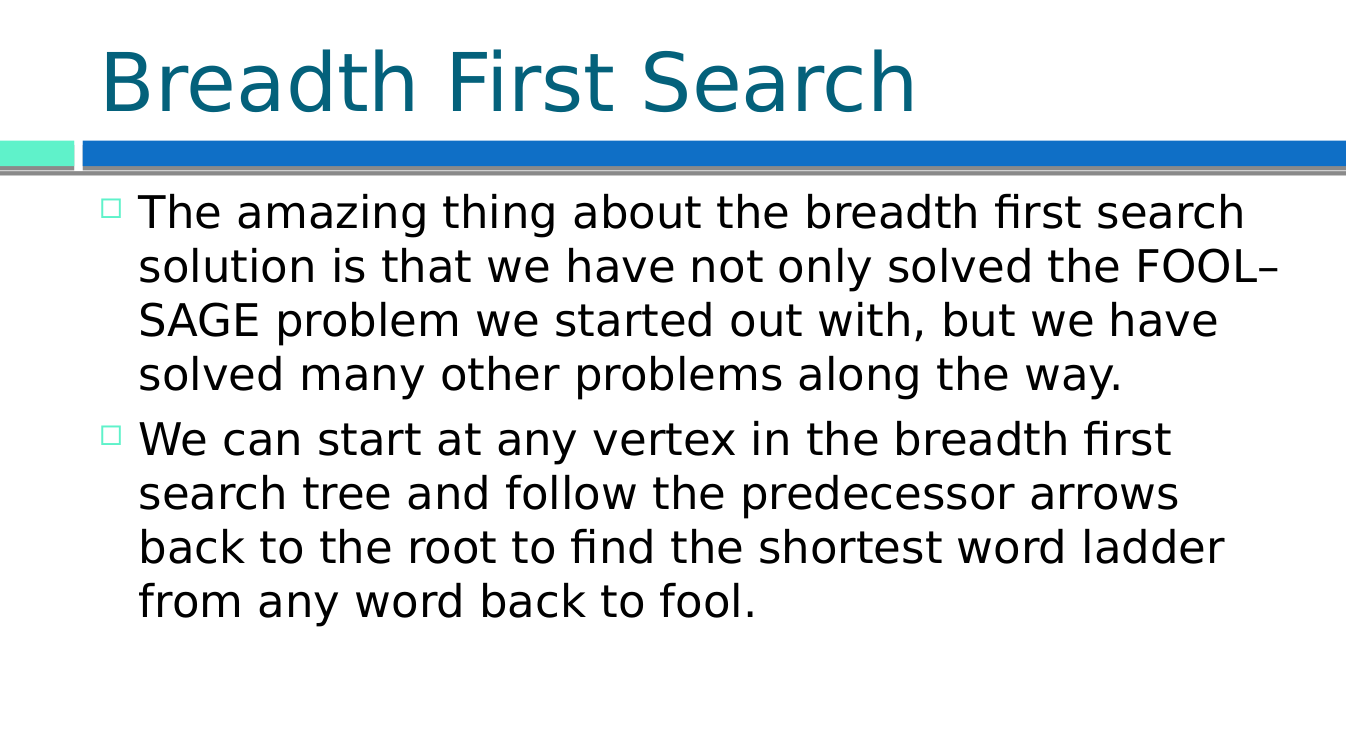 Breadth First Search
The amazing thing about the breadth first search
solution is that we have not only solved the FOOL–
SAGE problem we started out with, but we have
solved many other problems along the way.
We can start at any vertex in the breadth first
search tree and follow the predecessor arrows
back to the root to find the shortest word ladder
from any word back to fool.